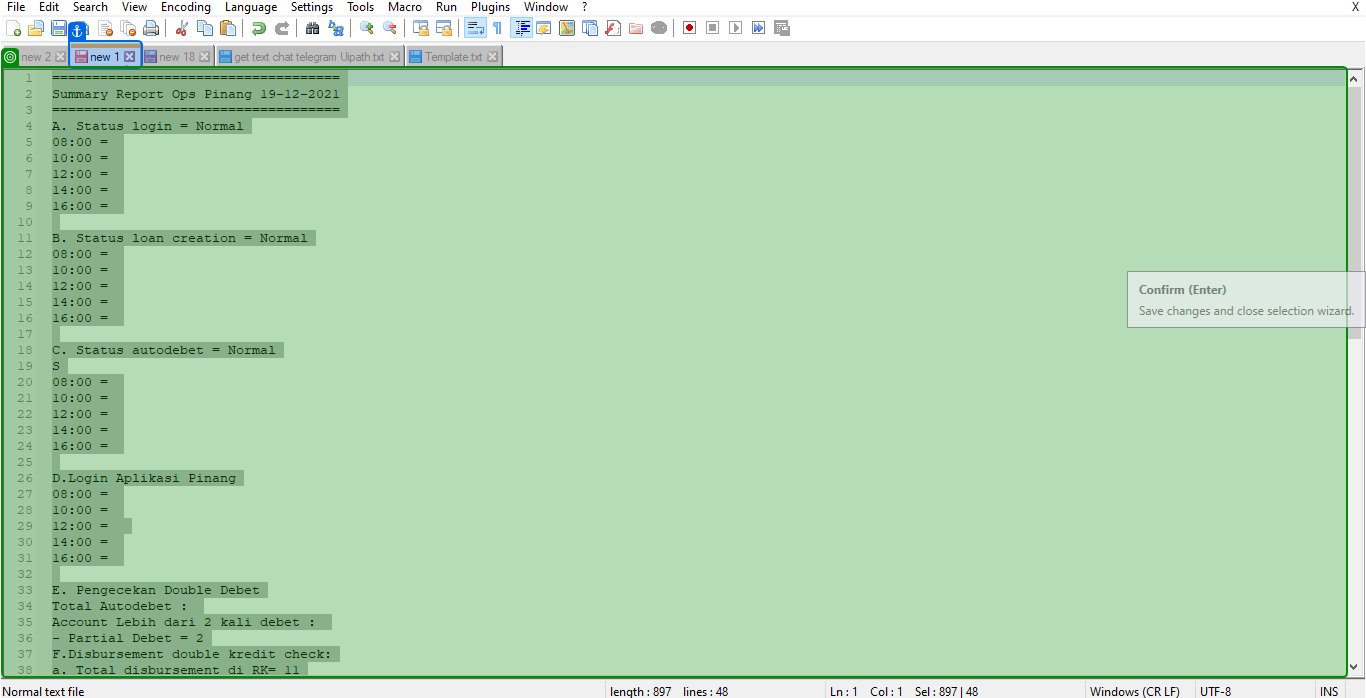 File Edit Search View Encoding Language Settings Tools Macro Run Plugins Window ? X
new 2 new 1 new 18 get text chat telegram Uipath.txt Template.txt
1 ====================================
2 Summary Report Ops Pinang 19-12-2021
3 ====================================
4 A. Status login = Normal
5 08:00 =
6 10:00 =
7 12:00 =
8 14:00 =
9 16:00 =
10
11 B. Status loan creation = Normal
12 08:00 =
13 10:00 =
14 12:00 =
15 14:00 =
16 16:00 =
17
18 C. Status autodebet = Normal
19 S
20 08:00 =
21 10:00 =
22 12:00 =
23 14:00 =
24 16:00 =
25
26 D.Login Aplikasi Pinang
27 08:00 =
28 10:00 =
29 12:00 =
30 14:00 =
31 16:00 =
32
33 E. Pengecekan Double Debet
34 Total Autodebet :
35 Account Lebih dari 2 kali debet :
36 - Partial Debet = 2
37 F.Disbursement double kredit check:
38 a. Total disbursement di RK= 11
Confirm (Enter)
Save changes and close selection wizard.
Normal text file length : 897 lines : 48 Ln : 1 Col : 1 Sel : 897 | 48 Windows (CR LF) UTF-8 INS